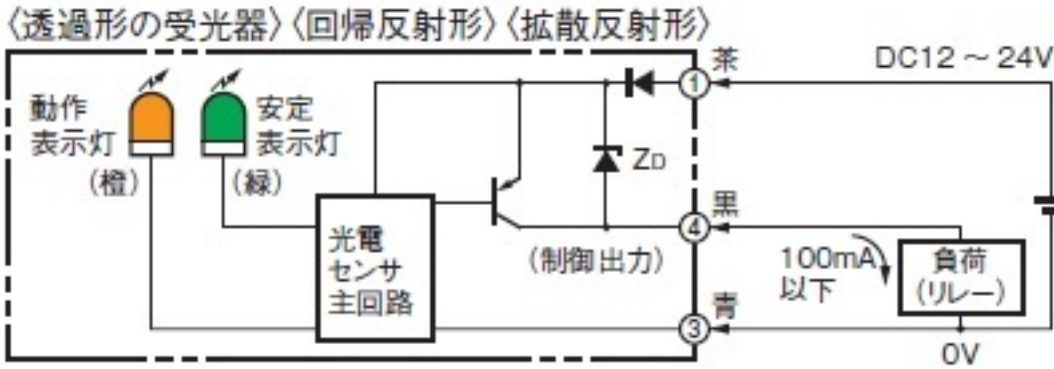 〈透過形の受光器〉〈回帰反射形〉〈拡散反射形〉
動作
表示灯
(橙)
安定
表示灯
(緑)
光電
センサ
主回路
ZD
(制御出力)
① 茶
④ 黒
③ 青
DC12 ～ 24V
100mA
以下
負荷
(リレー)
0V